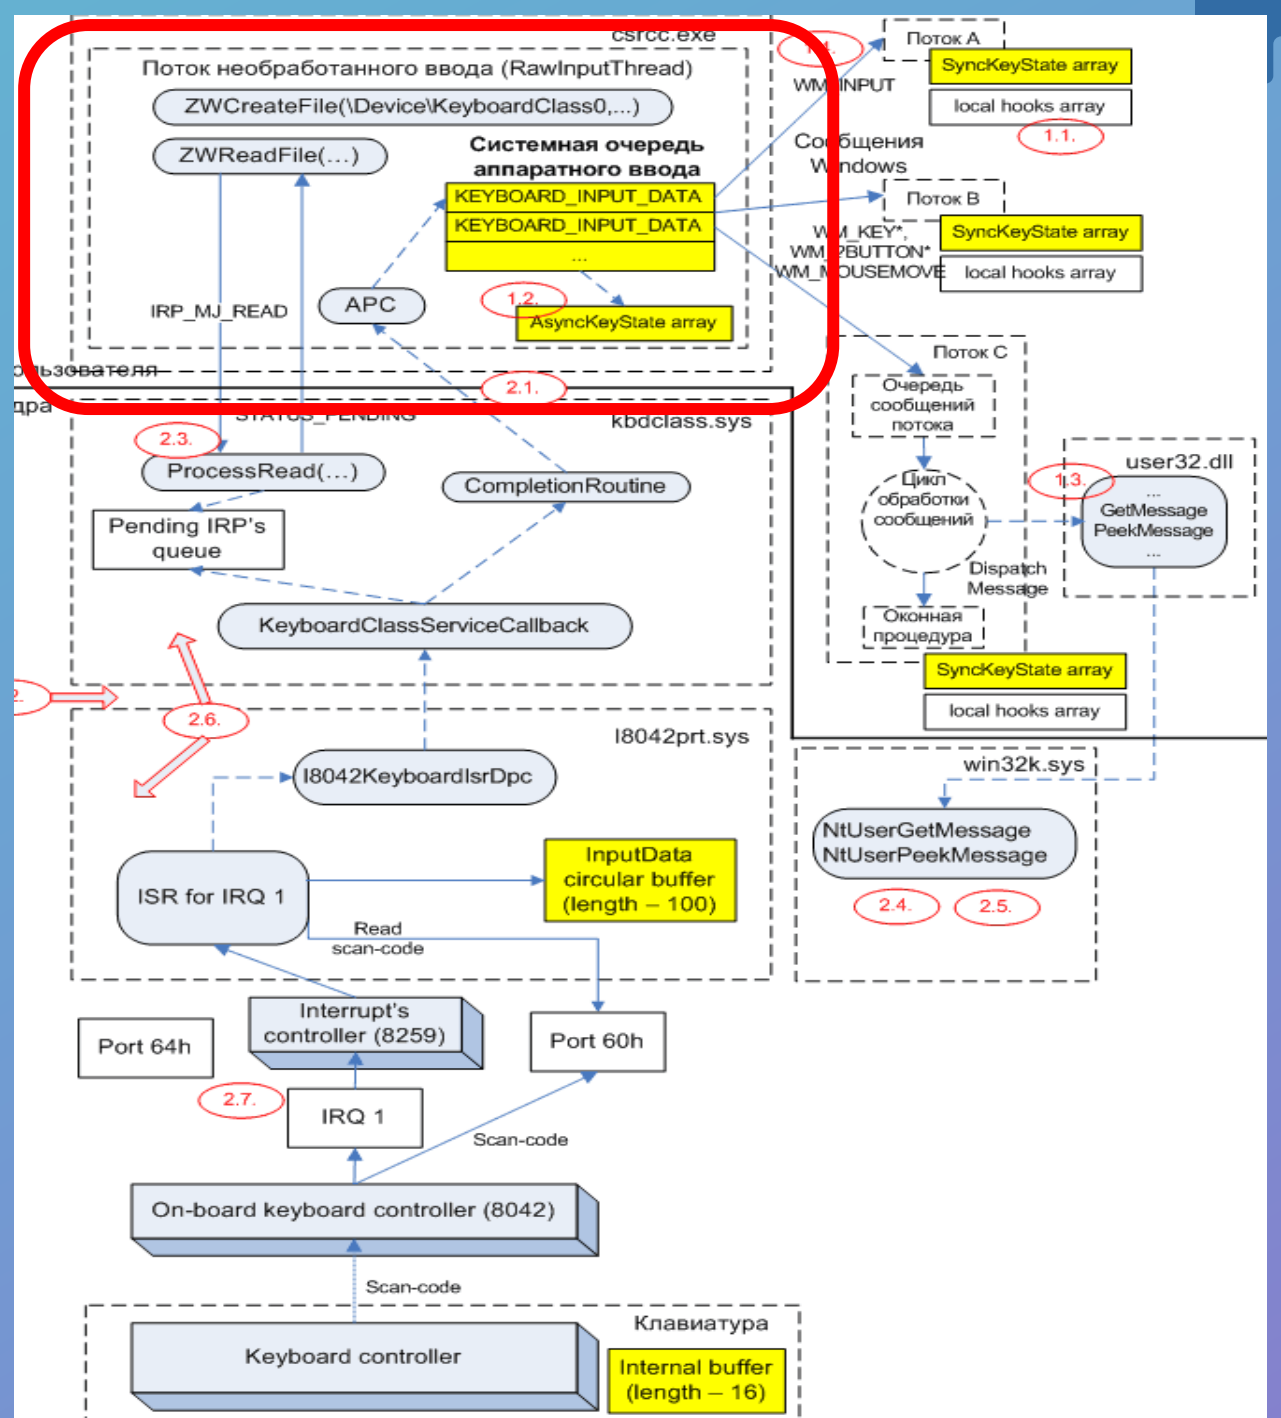 csrcc.exe
Поток необработанного ввода (RawInputThread)
ZWCreateFile(\Device\KeyboardClass0,...)
ZWReadFile(...)
Системная очередь
аппаратного ввода
KEYBOARD_INPUT_DATA
KEYBOARD_INPUT_DATA
...
APC
1.2.
AsyncKeyState array
IRP_MJ_READ
1.4.
WM_INPUT
Поток A
SyncKeyState array
local hooks array
1.1.
Сообщения
Windows
Поток B
SyncKeyState array
local hooks array
WM_KEY*,
WM_?BUTTON*
WM_MOUSEMOVE
ользователя
2.1.
дра
STATUS_PENDING
kbdclass.sys
2.3.
ProcessRead(...)
CompletionRoutine
Pending IRP's
queue
KeyboardClassServiceCallback
Поток C
Очередь
сообщений
потока
Цикл
обработки
сообщений
Dispatch
Message
Оконная
процедура
SyncKeyState array
local hooks array
user32.dll
1.3.
...
GetMessage
PeekMessage
...
2.
2.6.
I8042prt.sys
I8042KeyboardIsrDpc
ISR for IRQ 1
InputData
circular buffer
(length – 100)
Read
scan-code
win32k.sys
NtUserGetMessage
NtUserPeekMessage
2.4.
2.5.
Interrupt's
controller (8259)
Port 64h
Port 60h
2.7.
IRQ 1
Scan-code
On-board keyboard controller (8042)
Scan-code
Клавиатура
Keyboard controller
Internal buffer
(length – 16)